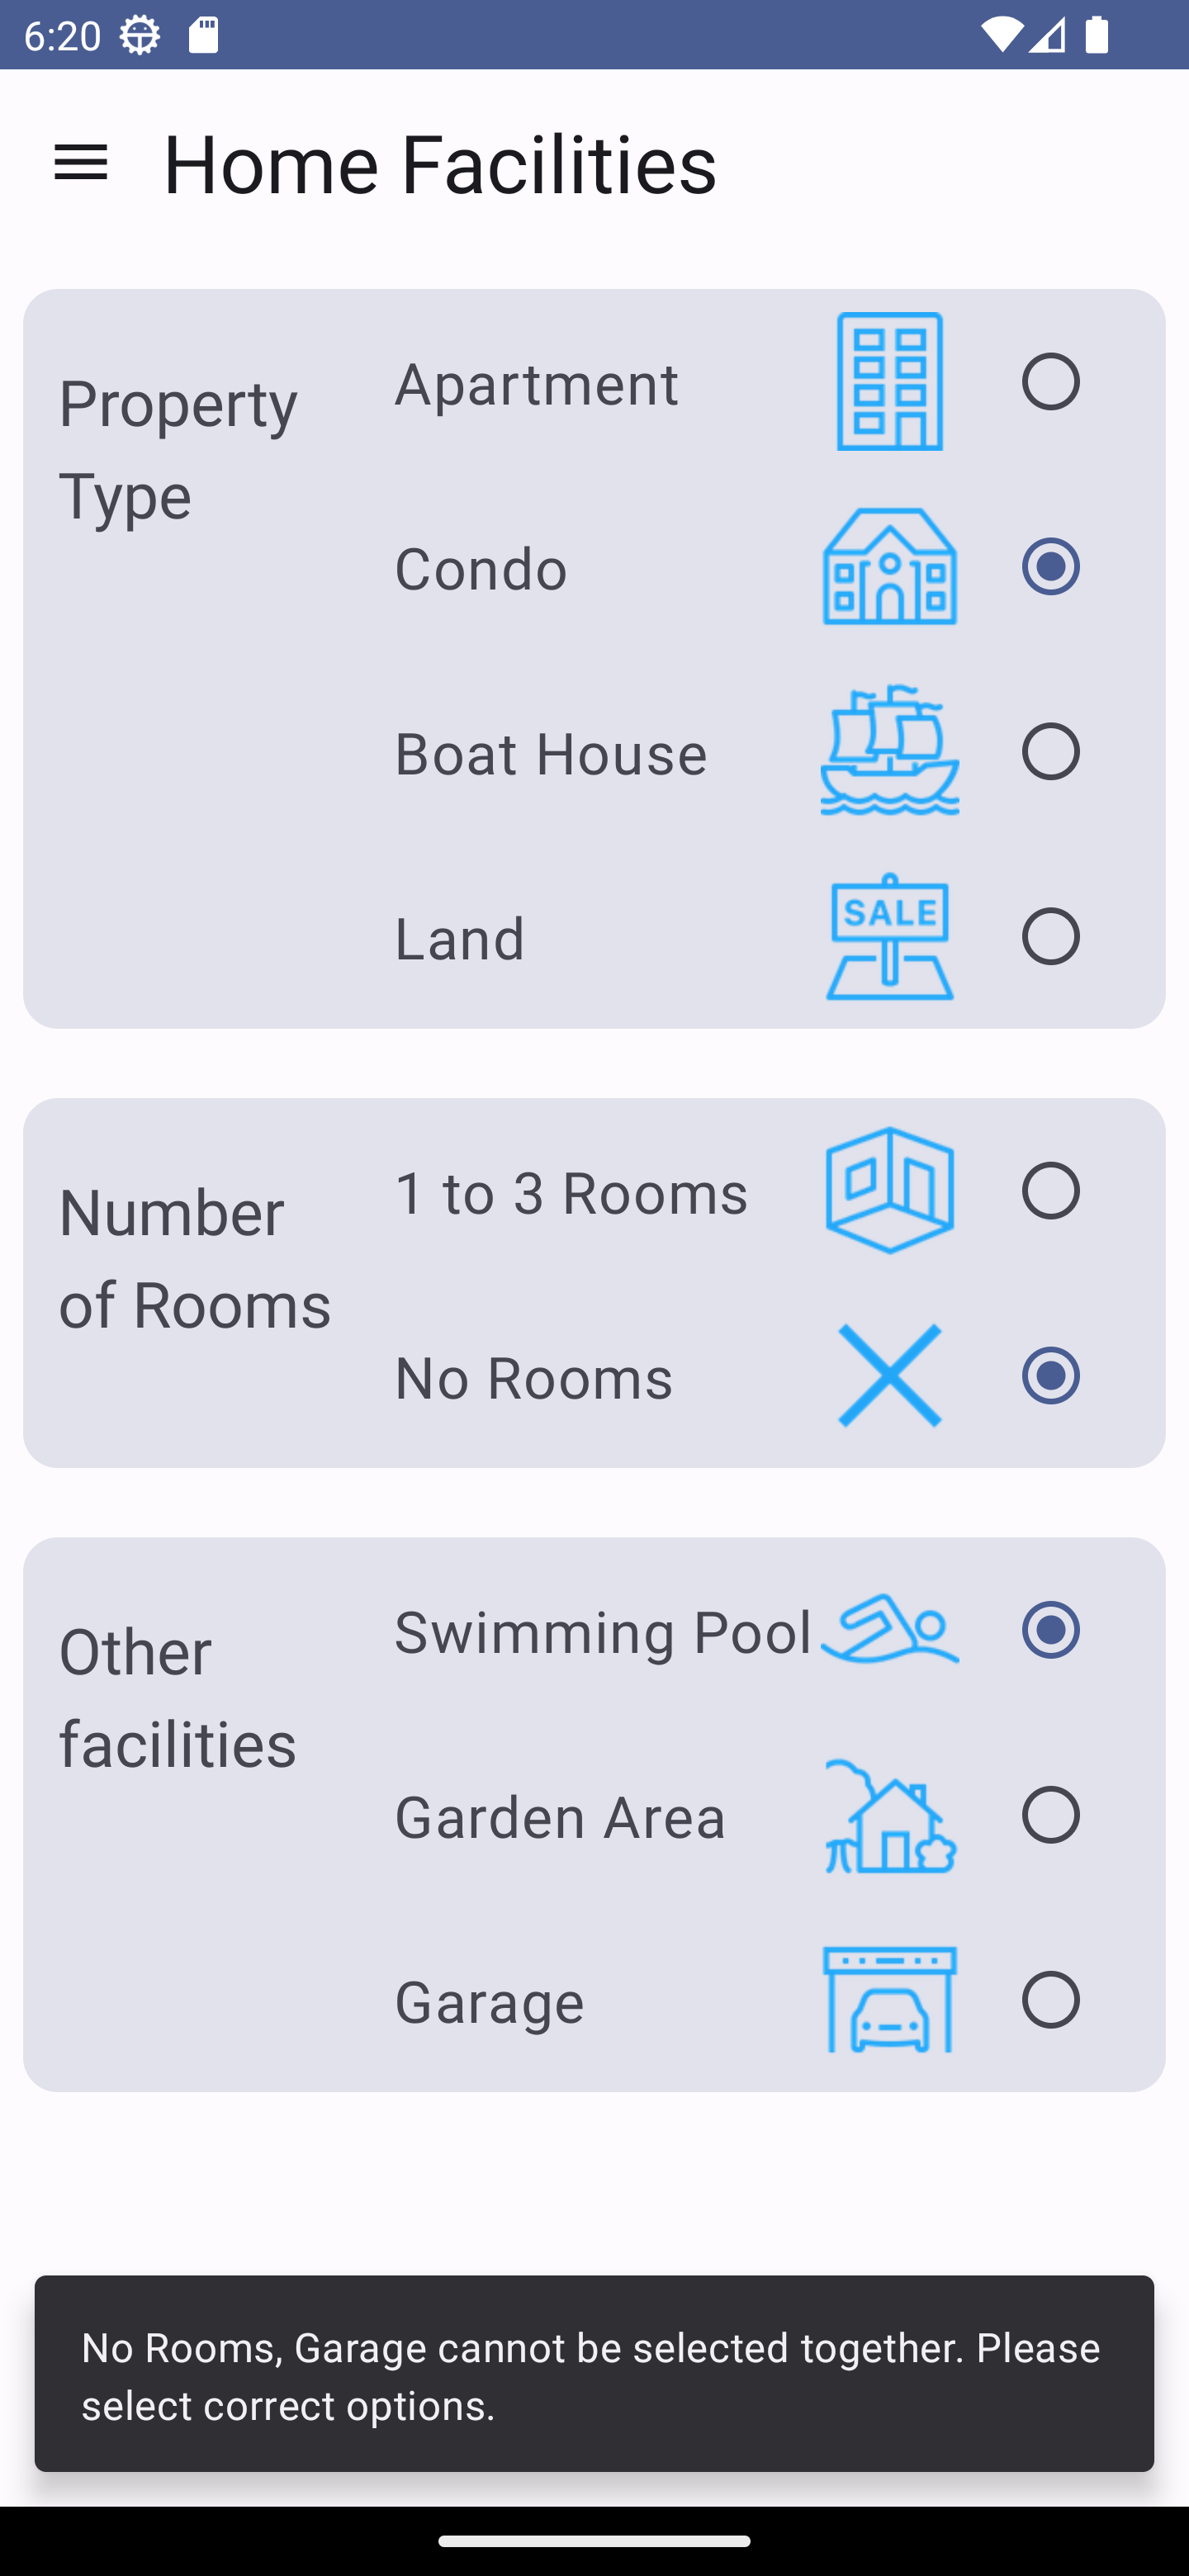 6:20
Home Facilities
Property
Type
Apartment
Condo
Boat House
Land
SALE
Number
of Rooms
1 to 3 Rooms
No Rooms
Other
facilities
Swimming Pool
Garden Area
Garage
No Rooms, Garage cannot be selected together. Please
select correct options.